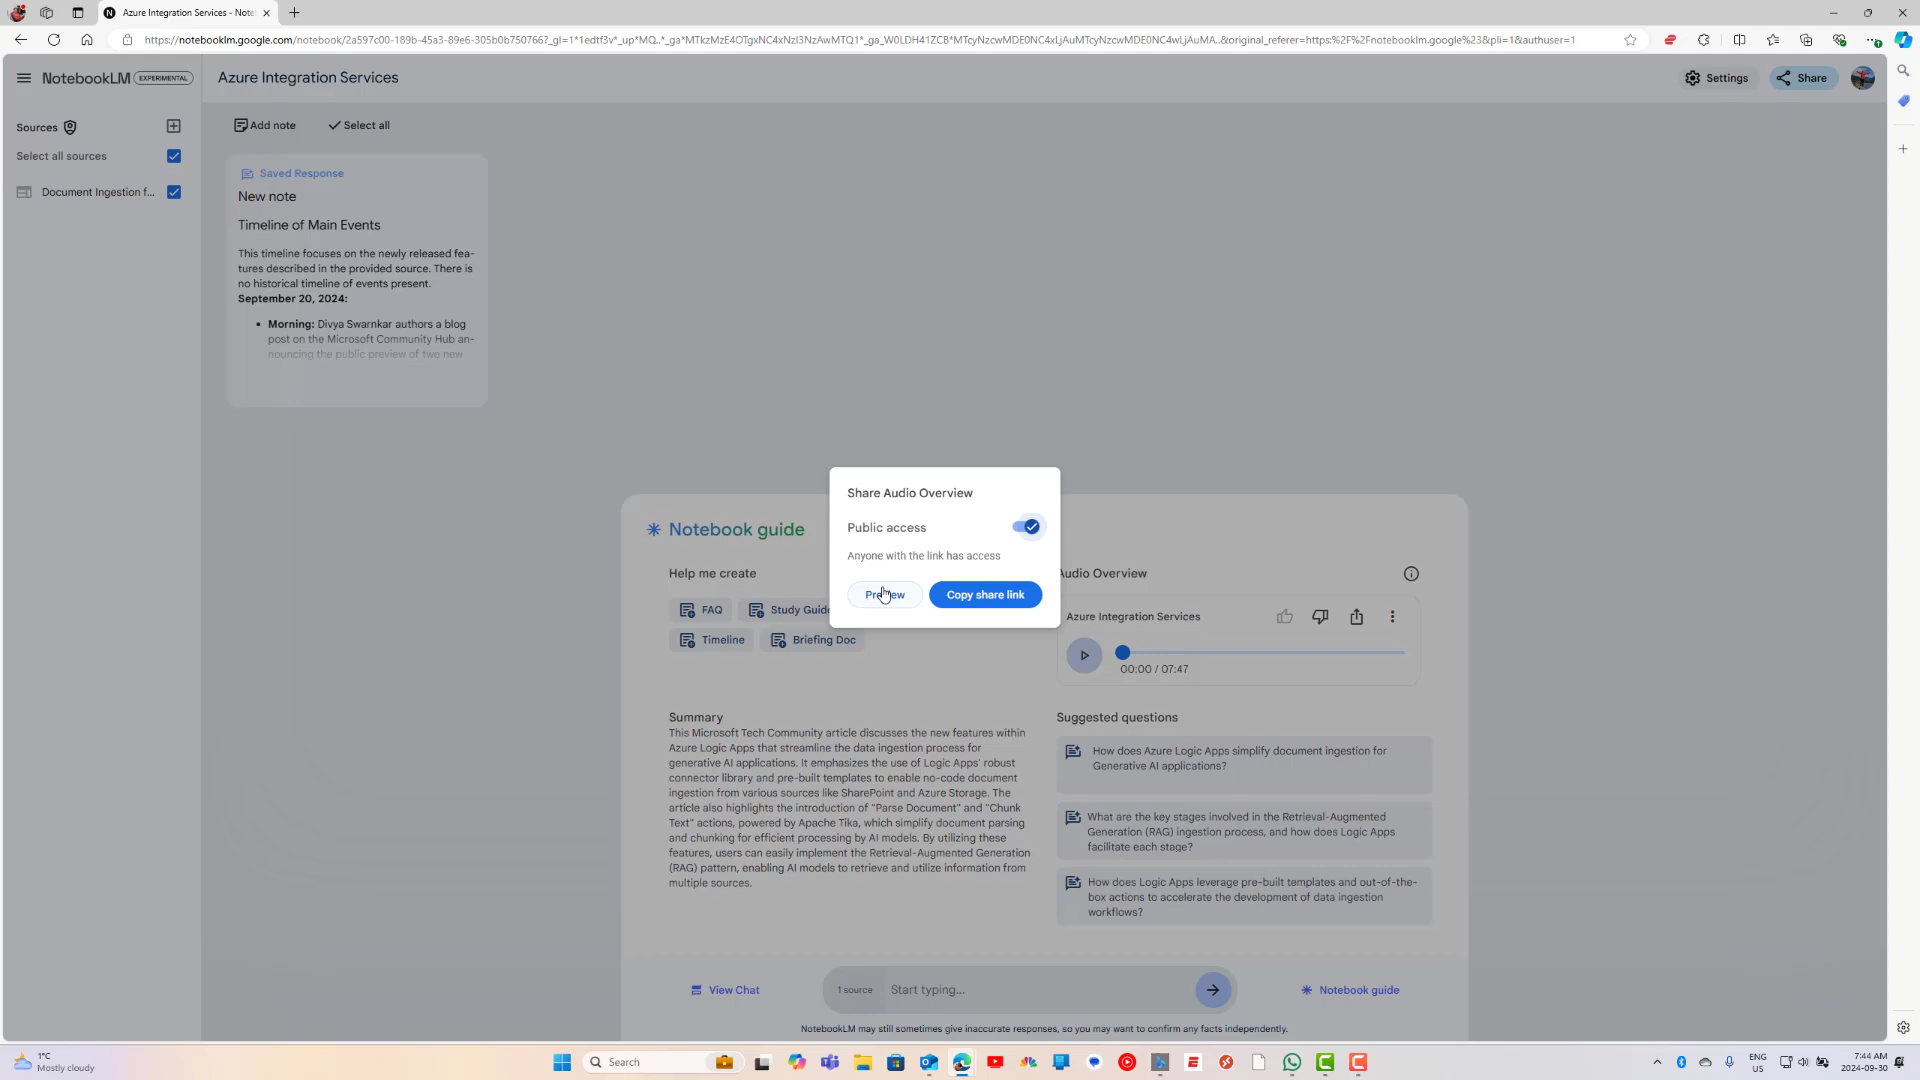 Azure Integration Services - Note
https://notebooklm.google.com/notebook/2a597c00-189b-45a3-89e6-305b0b750766?_gl=1*1edtf3v*_up*MQ..*_ga*MTkzMzE4OTgxNC4xNzI3NzAwMTQ1*_ga_W0LDH41ZCB*MTcyNzcwMDE0NC4xLjAuMTcyNzcwMDE0NC4wLjAuMA..&original_referer=https:%2F%2Fnotebooklm.google%23&pli=1&authuser=1
NotebookLM EXPERIMENTAL
Azure Integration Services
Settings
Share
Sources
Select all sources
Document Ingestion f...
Add note
Select all
Saved Response
New note
Timeline of Main Events
This timeline focuses on the newly released fea-
tures described in the provided source. There is
no historical timeline of events present.
September 20, 2024:
• Morning: Divya Swarnkar authors a blog
post on the Microsoft Community Hub an-
nouncing the public preview of two new
Share Audio Overview
Public access
Anyone with the link has access
Preview
Copy share link
Notebook guide
Help me create
FAQ
Study Guide
Timeline
Briefing Doc
Audio Overview
Azure Integration Services
00:00 / 07:47
Summary
This Microsoft Tech Community article discusses the new features within
Azure Logic Apps that streamline the data ingestion process for
generative AI applications. It emphasizes the use of Logic Apps' robust
connector library and pre-built templates to enable no-code document
ingestion from various sources like SharePoint and Azure Storage. The
article also highlights the introduction of "Parse Document" and "Chunk
Text" actions, powered by Apache Tika, which simplify document parsing
and chunking for efficient processing by AI models. By utilizing these
features, users can easily implement the Retrieval-Augmented Generation
(RAG) pattern, enabling AI models to retrieve and utilize information from
multiple sources.
Suggested questions
How does Azure Logic Apps simplify document ingestion for
Generative AI applications?
What are the key stages involved in the Retrieval-Augmented
Generation (RAG) ingestion process, and how does Logic Apps
facilitate each stage?
How does Logic Apps leverage pre-built templates and out-of-the-
box actions to accelerate the development of data ingestion
workflows?
View Chat
1 source
Start typing...
Notebook guide
NotebookLM may still sometimes give inaccurate responses, so you may want to confirm any facts independently.
1°C
Mostly cloudy
Search
ENG
US
7:44 AM
2024-09-30